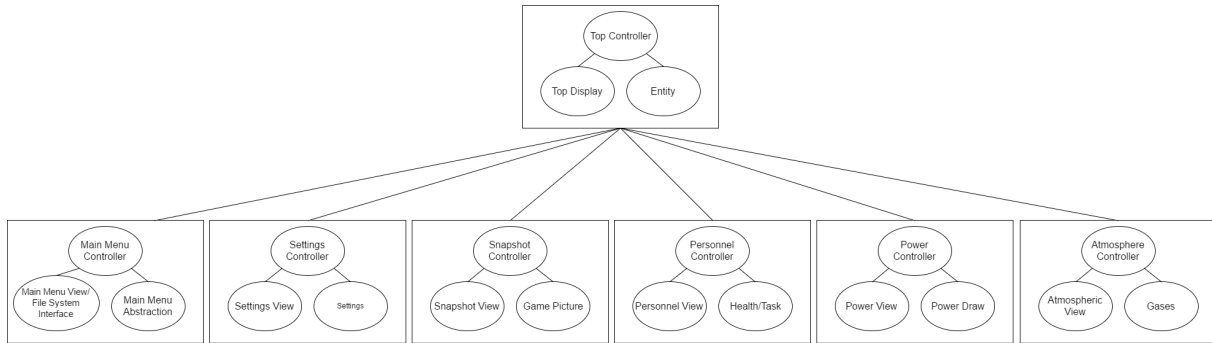 Top Controller
Top Display
Entity
Main Menu
Controller
Main Menu View/
File System
Interface
Main Menu
Abstraction
Settings
Controller
Settings View
Settings
Snapshot
Controller
Snapshot View
Game Picture
Personnel
Controller
Personnel View
Health/Task
Power
Controller
Power View
Power Draw
Atmosphere
Controller
Atmospheric
View
Gases